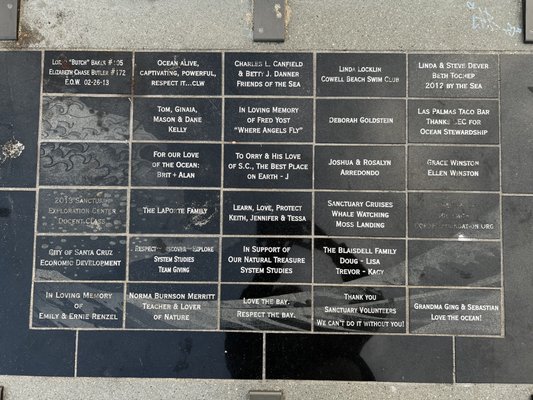 "Butch" Baker #195
Elizabeth Chase Butler #172
E.O.W. 02-26-13
Ocean alive,
captivating, powerful,
respect it...CLW
Charles L. Canfield
& Betty J. Danner
Friends of the Sea
Linda Locklin
Cowell Beach Swim Club
Linda & Steve Dever
Beth Tocher
2012 by the Sea
Tom, Ginaia,
Mason & Dane
Kelly
In Loving Memory
of Fred Yost
"Where Angels Fly"
Deborah Goldstein
Las Palmas Taco Bar
Thanks EC for
Ocean Stewardship
For our Love
of the Ocean:
Brit + Alan
To Orry & His Love
of S.C., The Best Place
on Earth - J
Joshua & Rosalyn
Arredondo
Grace Winston
Ellen Winston
2013 Sanctuary
Exploration Center
Docent Class
The LaPorte Family
Learn, Love, Protect
Keith, Jennifer & Tessa
Sanctuary Cruises
Whale Watching
Moss Landing
.org
City of Santa Cruz
Economic Development
Respect Discover Explore
System Studies
Team Giving
In Support of
Our Natural Treasure
System Studies
The Blaisdell Family
Doug - Lisa
Trevor - Kacy
In Loving Memory
of
Emily & Ernie Renzel
Norma Burnson Merritt
Teacher & Lover
of Nature
Love the bay.
Respect the bay.
Thank You
Sanctuary Volunteers
We can't do it without you!
Grandma Ging & Sebastian
Love the ocean!